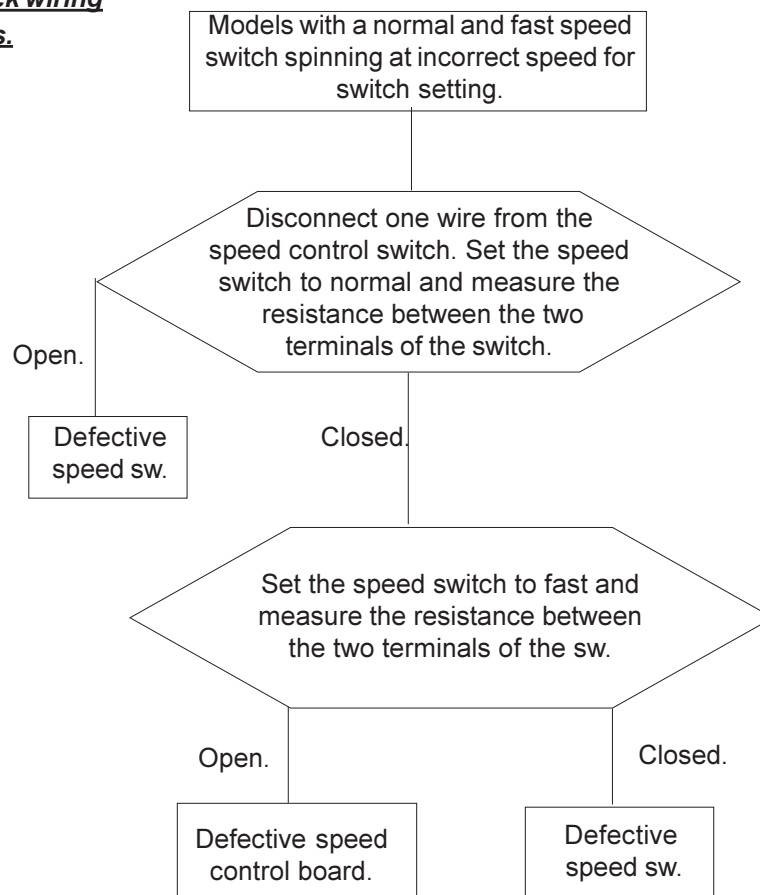 wiring
s.
Models with a normal and fast speed
switch spinning at incorrect speed for
switch setting.
Disconnect one wire from the
speed control switch. Set the speed
switch to normal and measure the
resistance between the two
terminals of the switch.
Open.
Defective
speed sw.
Closed.
Set the speed switch to fast and
measure the resistance between
the two terminals of the sw.
Open.
Closed.
Defective speed
control board.
Defective
speed sw.